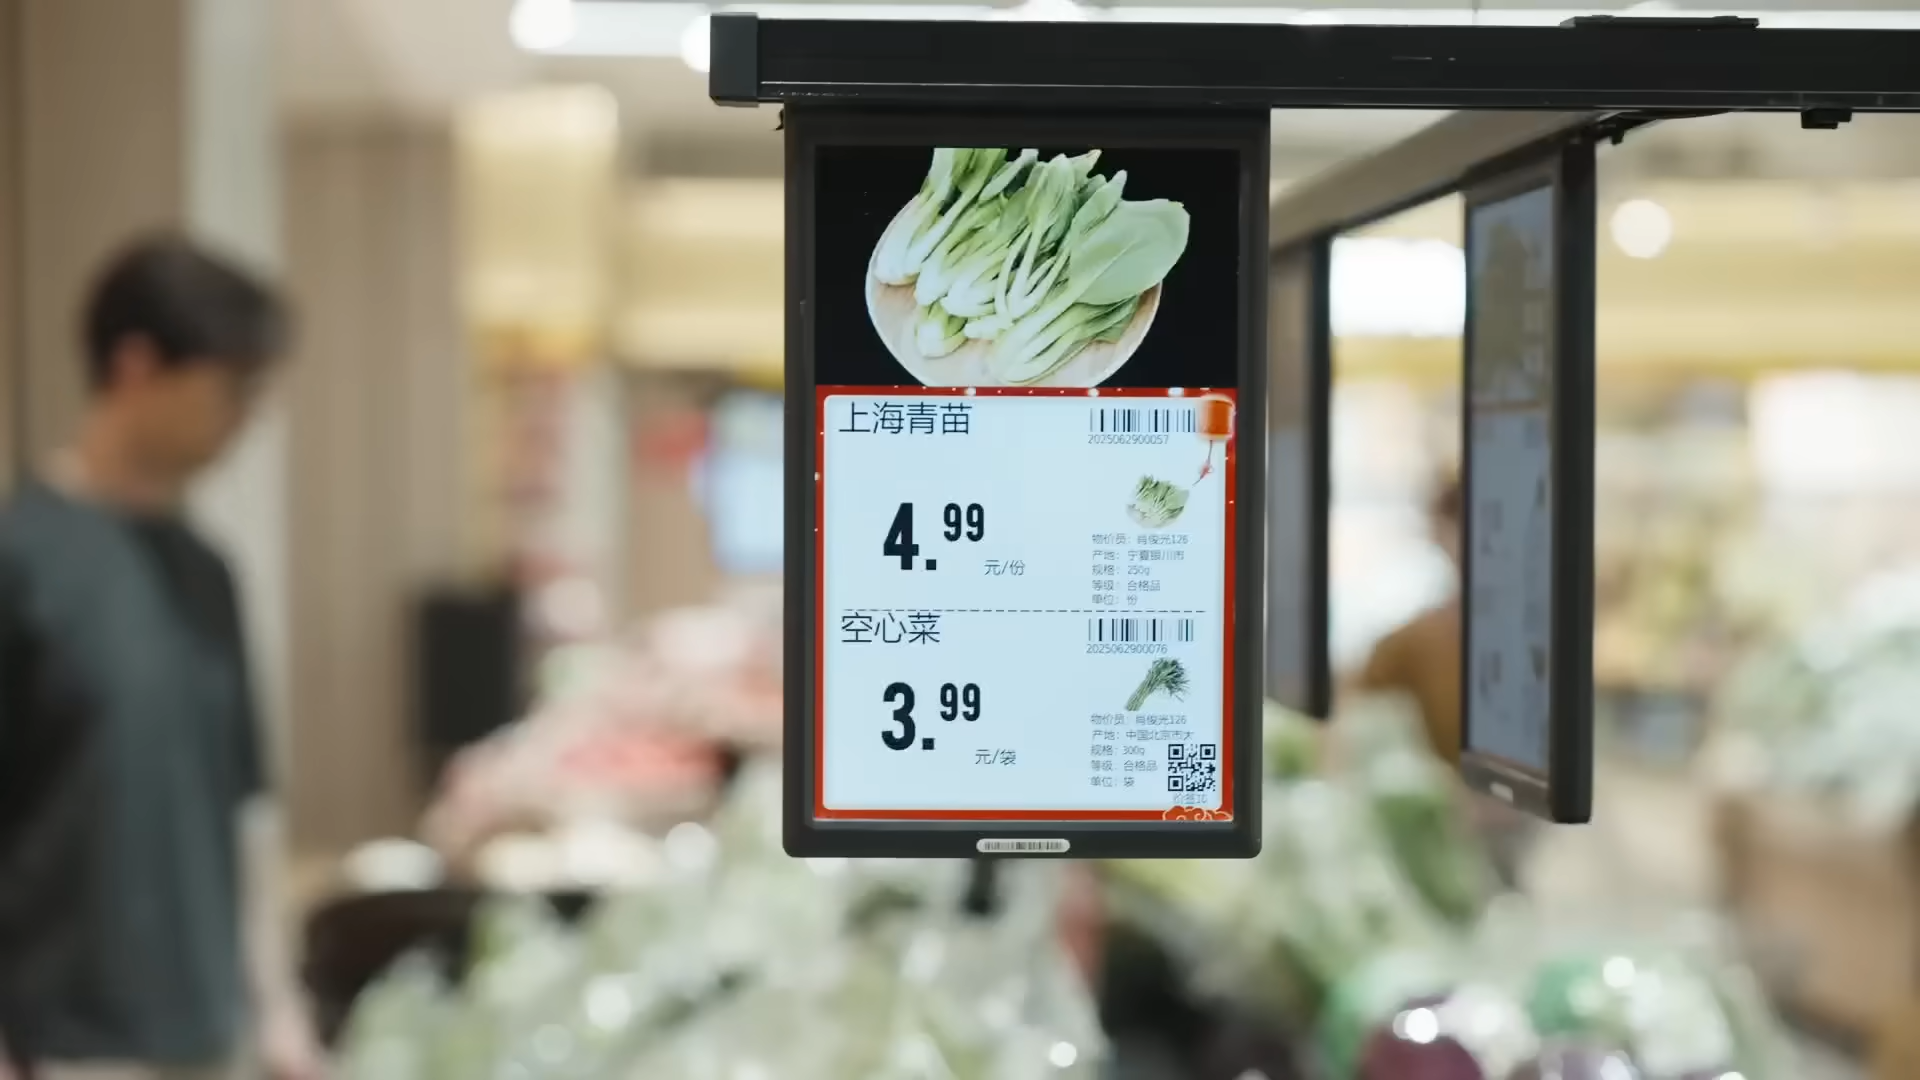 上海青苗
2025062900057
4.99
元/份
物价员：肖俊光126
产地：宁夏银川市
规格：250g
等级：合格品
单位：份
空心菜
2025062900076
3.99
元/袋
物价员：肖俊光126
产地：中国北京市大
规格：300g
等级：合格品
单位：袋